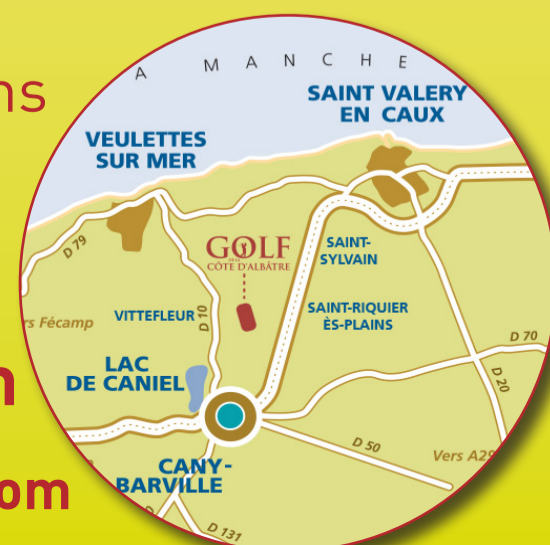 A MANCHE
ns
SAINT VALERY
EN CAUX
VEULETTES
SUR MER
D 79
GOLF
CÔTE D'ALBÂTRE
SAINT-
SYLVAIN
VITTEFLEUR
D 10
SAINT-RIQUIER
ÈS-PLAINS
s Fécamp
D 70
LAC
DE CANIEL
D 20
n
D 50
Vers A29
CANY-
BARVILLE
om
D 131